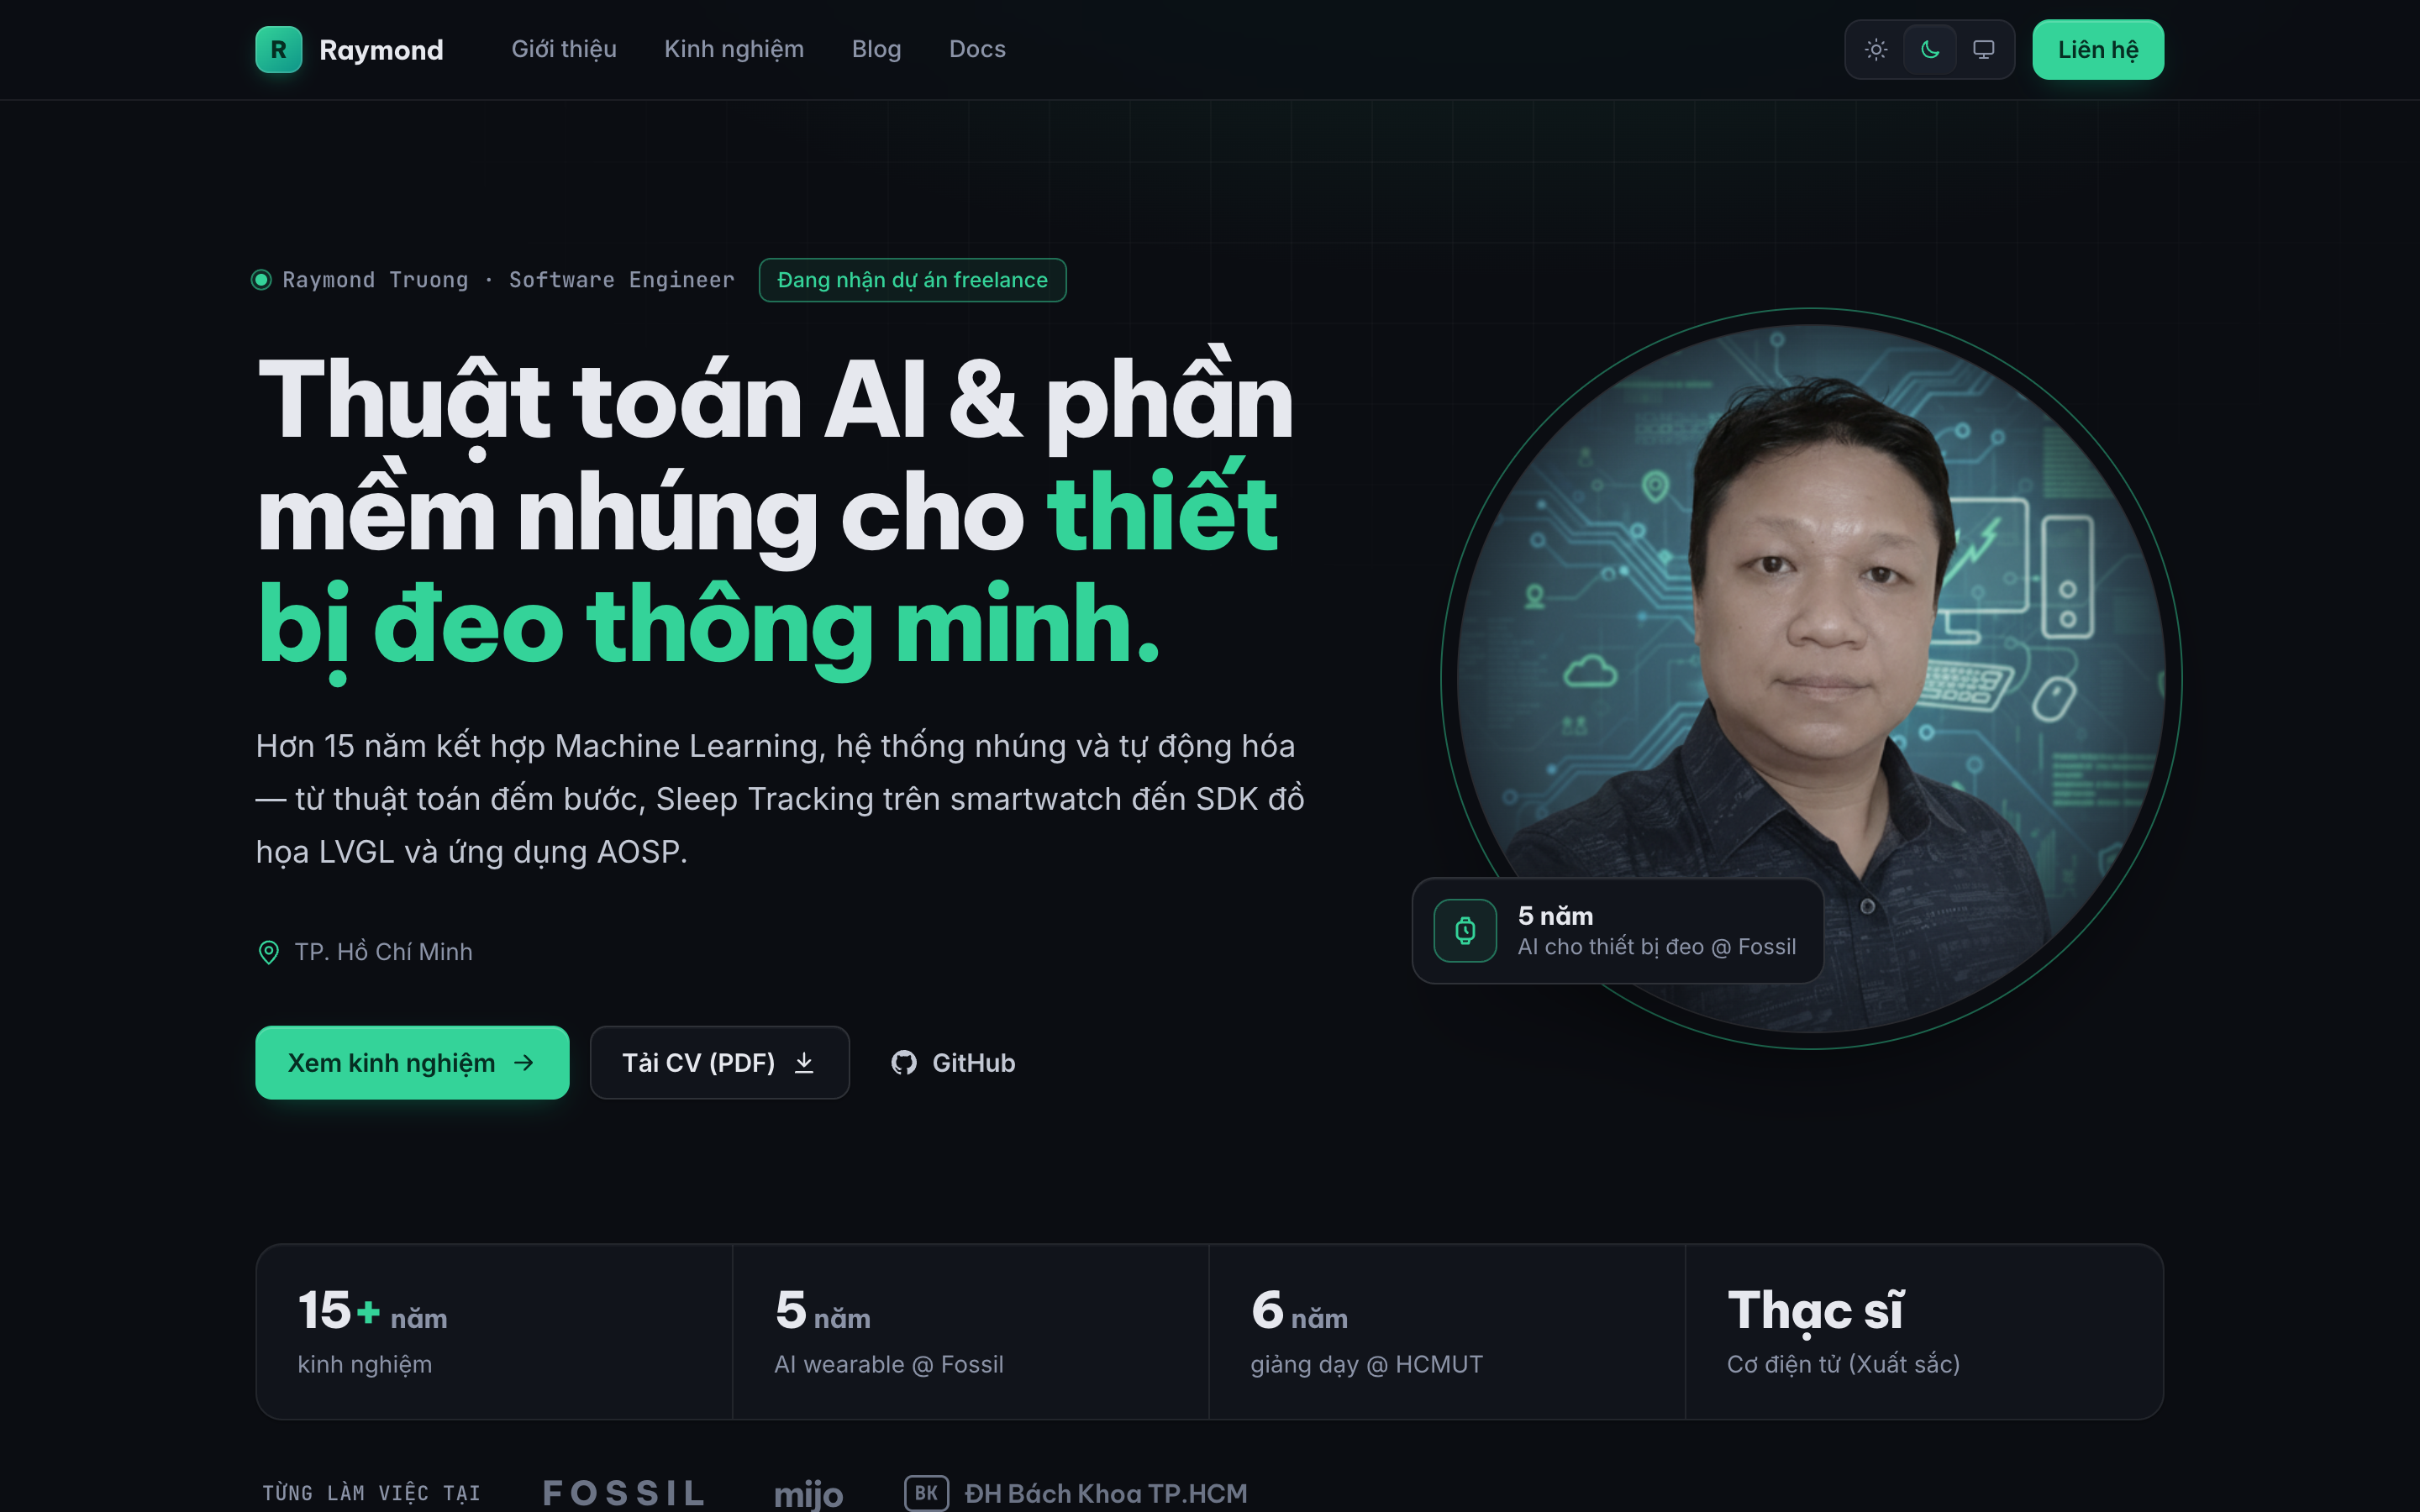 R Raymond Giới thiệu Kinh nghiệm Blog Docs Liên hệ
Raymond Truong · Software Engineer Đang nhận dự án freelance
Thuật toán AI & phần
mềm nhúng cho thiết
bị đeo thông minh.
Hơn 15 năm kết hợp Machine Learning, hệ thống nhúng và tự động hóa
— từ thuật toán đếm bước, Sleep Tracking trên smartwatch đến SDK đồ
họa LVGL và ứng dụng AOSP.
TP. Hồ Chí Minh
Xem kinh nghiệm → Tải CV (PDF) GitHub
5 năm
AI cho thiết bị đeo @ Fossil
15+ năm
kinh nghiệm
5 năm
AI wearable @ Fossil
6 năm
giảng dạy @ HCMUT
Thạc sĩ
Cơ điện tử (Xuất sắc)
TỪNG LÀM VIỆC TẠI FOSSIL mijo BK ĐH Bách Khoa TP.HCM